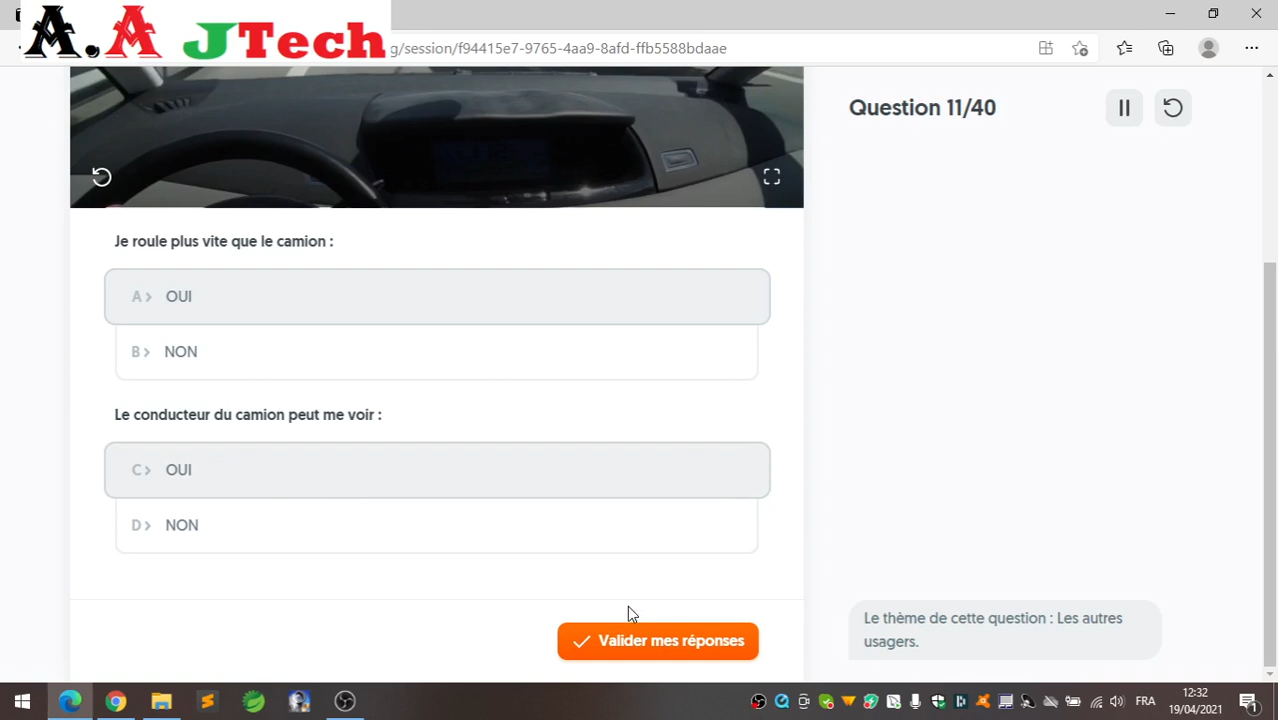 A.A JTech
g/session/f94415e7-9765-4aa9-8afd-ffb5588bdaae
Question 11/40
Je roule plus vite que le camion :
A > OUI
B > NON
Le conducteur du camion peut me voir :
C > OUI
D > NON
Valider mes réponses
Le thème de cette question : Les autres
usagers.
FRA
12:32
19/04/2021